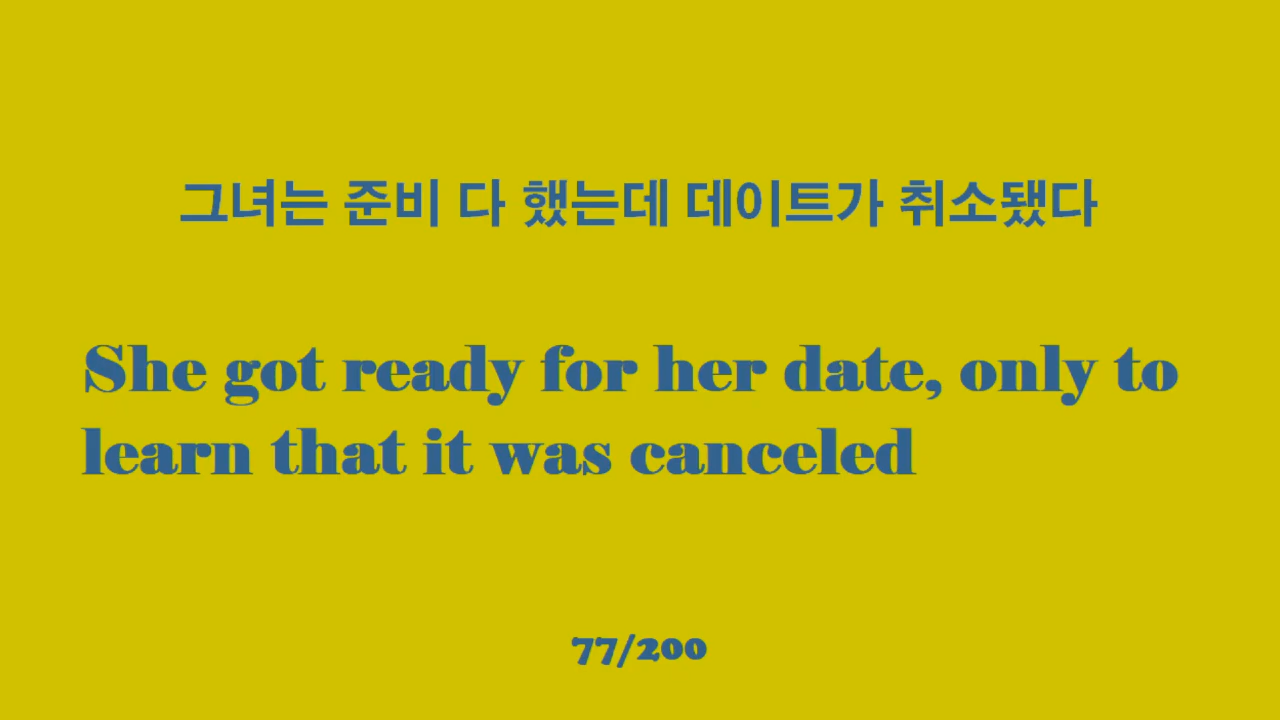 그녀는 준비 다 했는데 데이트가 취소됐다
She got ready for her date, only to
learn that it was canceled
77/200